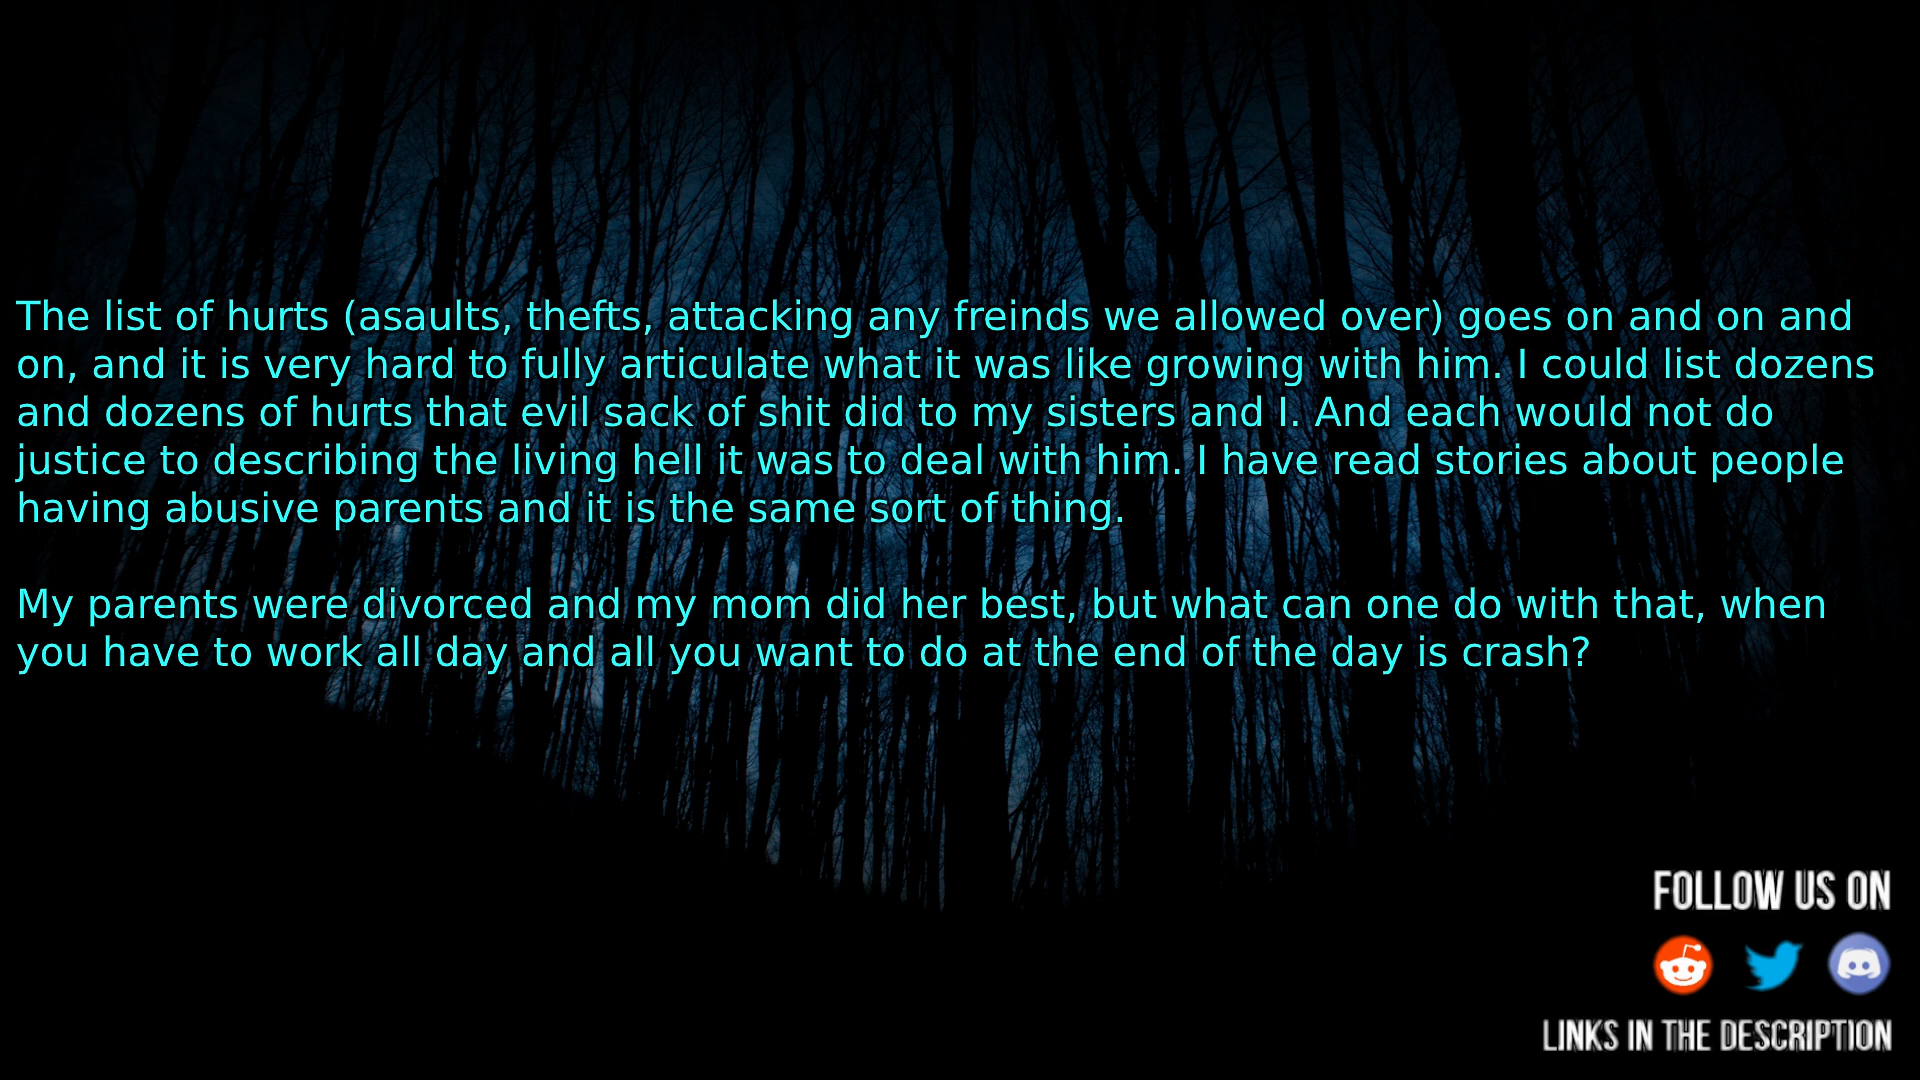 The list of hurts (asaults, thefts, attacking any freinds we allowed over) goes on and on and
on, and it is very hard to fully articulate what it was like growing with him. I could list dozens
and dozens of hurts that evil sack of shit did to my sisters and I. And each would not do
justice to describing the living hell it was to deal with him. I have read stories about people
having abusive parents and it is the same sort of thing.
My parents were divorced and my mom did her best, but what can one do with that, when
you have to work all day and all you want to do at the end of the day is crash?
FOLLOW US ON
LINKS IN THE DESCRIPTION